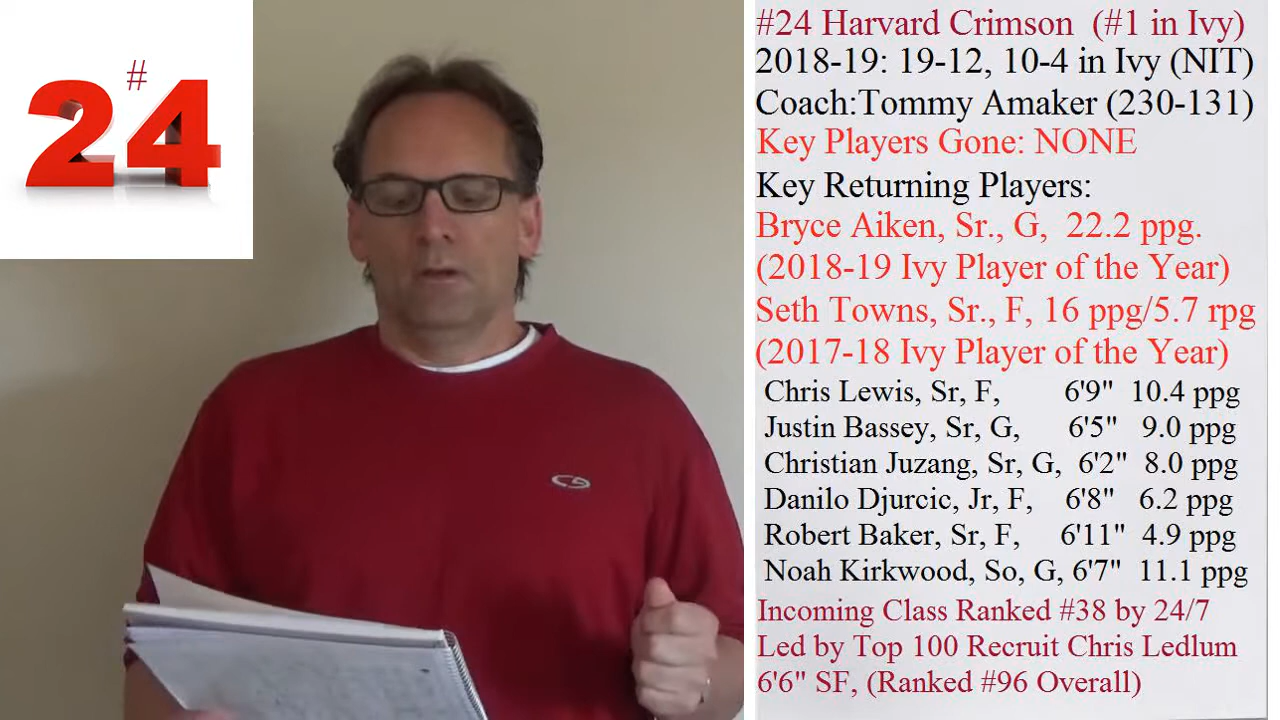 #
24
#24 Harvard Crimson (#1 in Ivy)
2018-19: 19-12, 10-4 in Ivy (NIT)
Coach:Tommy Amaker (230-131)
Key Players Gone: NONE
Key Returning Players:
Bryce Aiken, Sr., G, 22.2 ppg.
(2018-19 Ivy Player of the Year)
Seth Towns, Sr., F, 16 ppg/5.7 rpg
(2017-18 Ivy Player of the Year)
Chris Lewis, Sr, F, 6'9" 10.4 ppg
Justin Bassey, Sr, G, 6'5" 9.0 ppg
Christian Juzang, Sr, G, 6'2" 8.0 ppg
Danilo Djurcic, Jr, F, 6'8" 6.2 ppg
Robert Baker, Sr, F, 6'11" 4.9 ppg
Noah Kirkwood, So, G, 6'7" 11.1 ppg
Incoming Class Ranked #38 by 24/7
Led by Top 100 Recruit Chris Ledlum
6'6" SF, (Ranked #96 Overall)